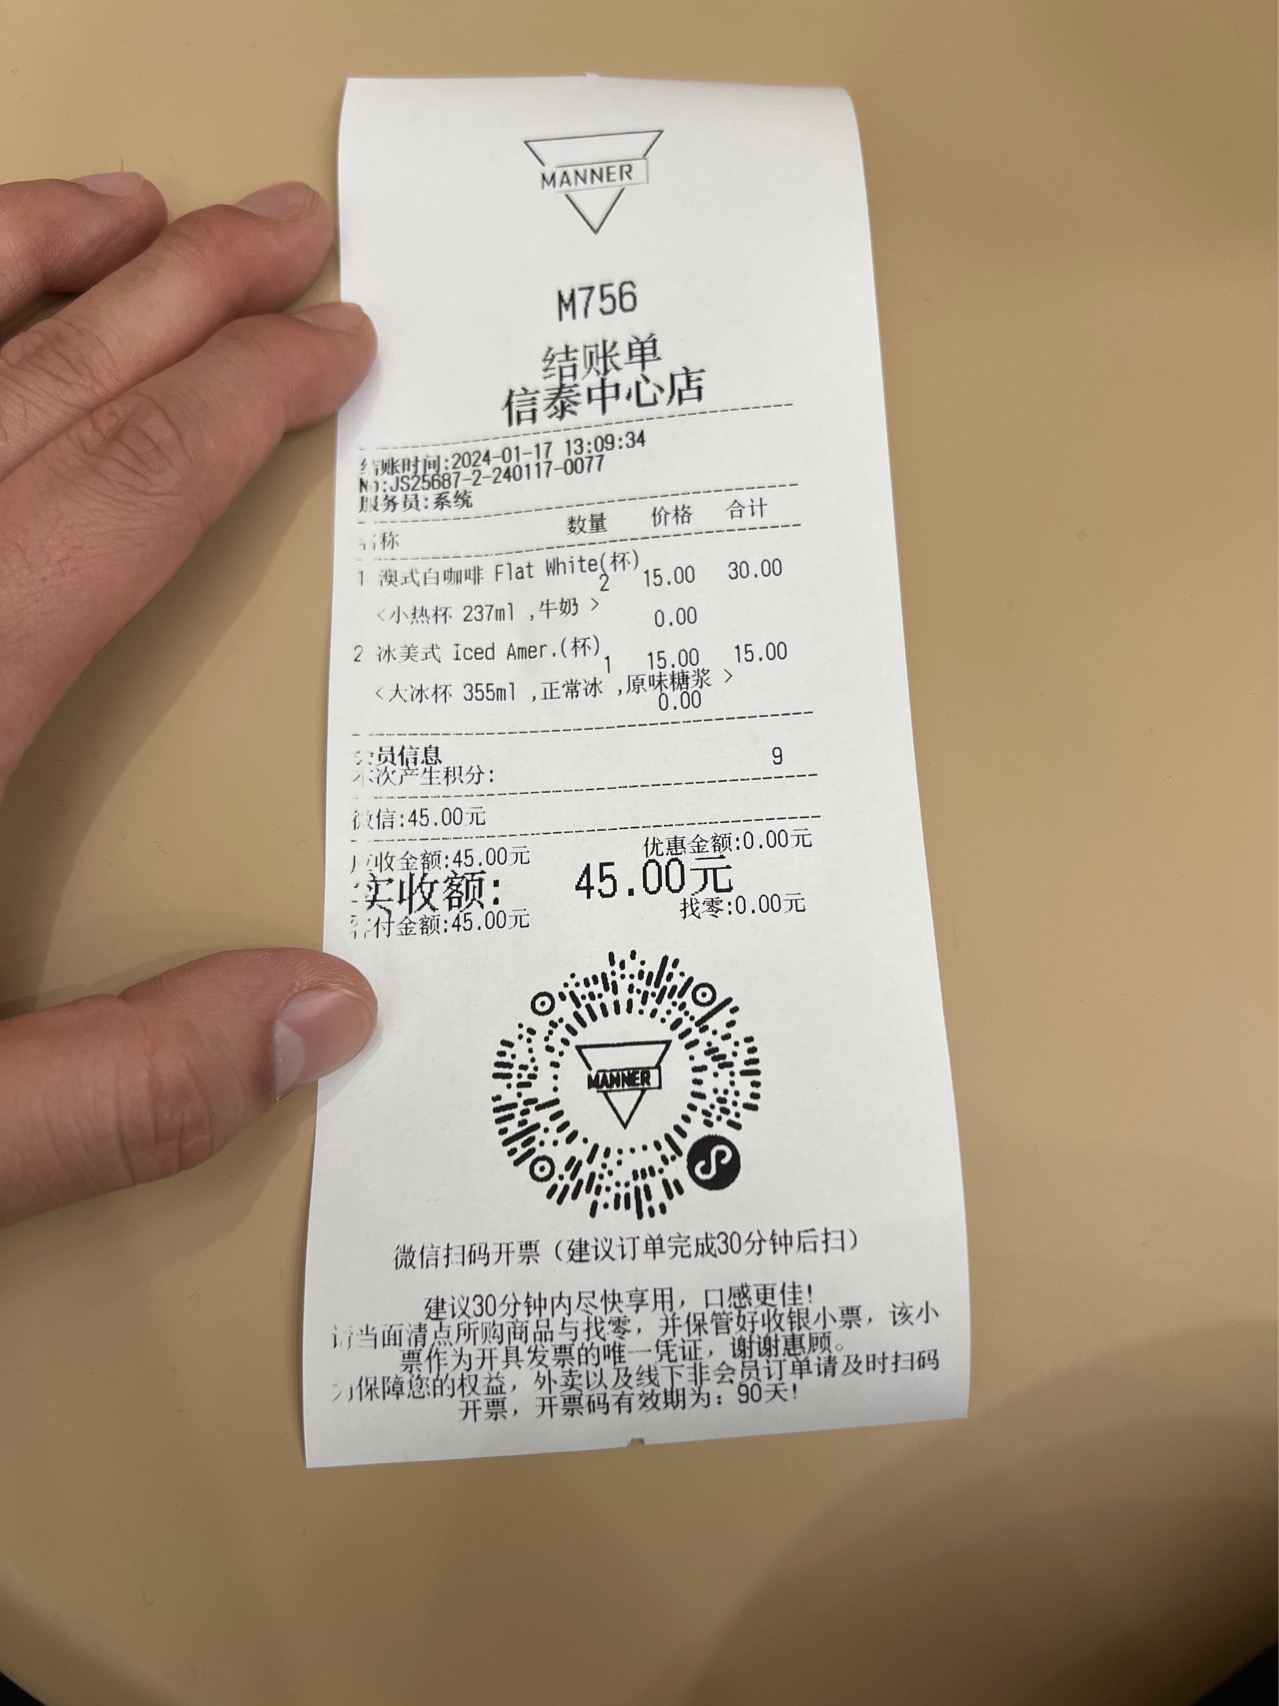 MANNER
M756
结账单
信泰中心店
结账时间:2024-01-17 13:09:34
No:JS25687-2-240117-0077
服务员:系统
名称 数量 价格 合计
1 澳式白咖啡 Flat White(杯)
2 15.00 30.00
<小热杯 237ml ,牛奶 >
0.00
2 冰美式 Iced Amer.(杯)
1 15.00 15.00
<大冰杯 355ml ,正常冰 ,原味糖浆 >
0.00
会员信息
本次产生积分: 9
微信:45.00元
应收金额:45.00元 优惠金额:0.00元
实收额: 45.00元
客付金额:45.00元 找零:0.00元
MANNER
微信扫码开票（建议订单完成30分钟后扫）
建议30分钟内尽快享用，口感更佳!
请当面清点所购商品与找零，并保管好收银小票，该小
票作为开具发票的唯一凭证，谢谢惠顾。
为保障您的权益，外卖以及线下非会员订单请及时扫码
开票，开票码有效期为：90天!